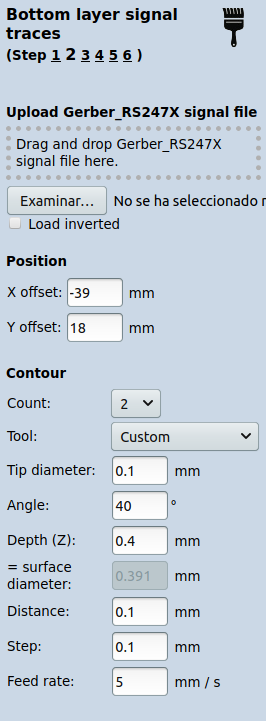 Bottom layer signal
traces
(Step 1 2 3 4 5 6 )
Upload Gerber_RS247X signal file
Drag and drop Gerber_RS247X
signal file here.
Examinar... No se ha seleccionado
Load inverted
Position
X offset: -39 mm
Y offset: 18 mm
Contour
Count: 2
Tool: Custom
Tip diameter: 0.1 mm
Angle: 40 °
Depth (Z): 0.4 mm
= surface
diameter: 0.391 mm
Distance: 0.1 mm
Step: 0.1 mm
Feed rate: 5 mm / s